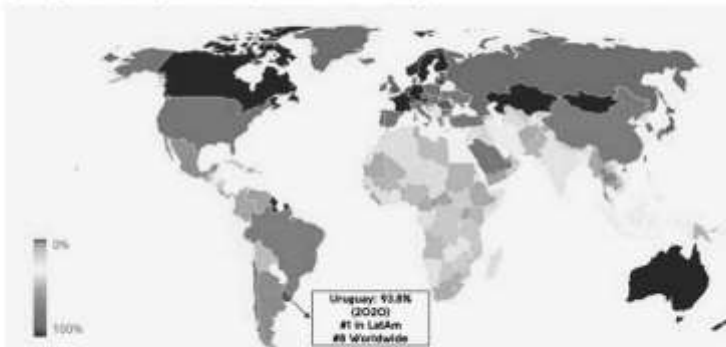 0%
100%
Uruguay: 93.8%
(2020)
#1 in LatAm
#8 Worldwide